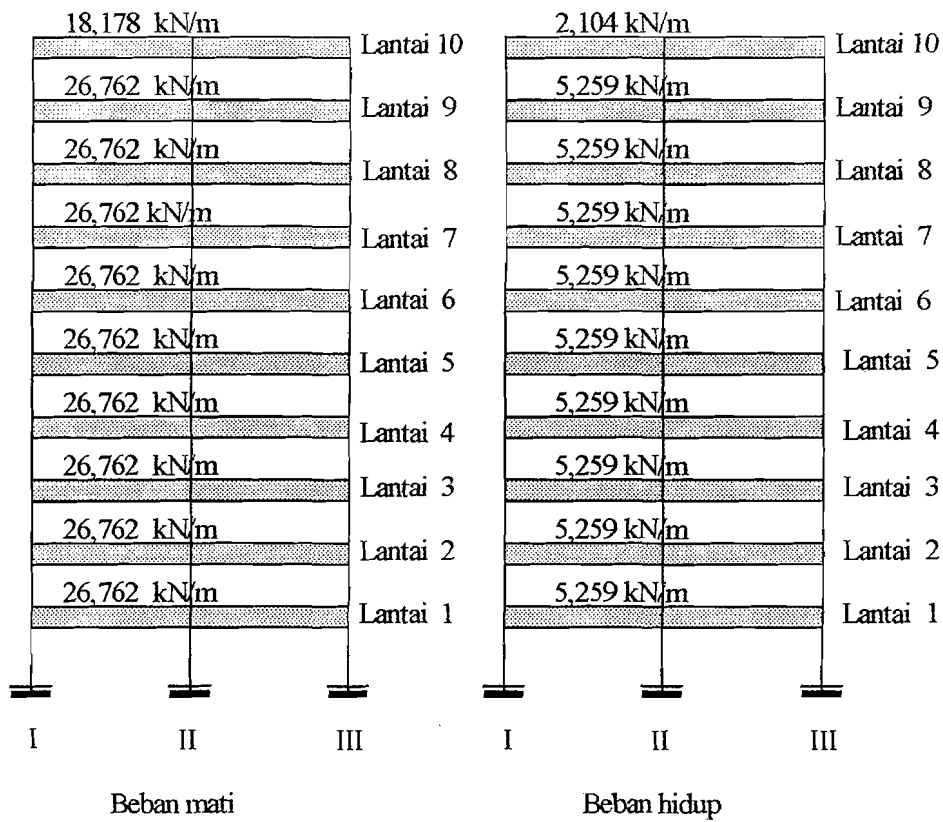 18,178 kN/m
Lantai 10
26,762 kN/m
Lantai 9
26,762 kN/m
Lantai 8
26,762 kN/m
Lantai 7
26,762 kN/m
Lantai 6
26,762 kN/m
Lantai 5
26,762 kN/m
Lantai 4
26,762 kN/m
Lantai 3
26,762 kN/m
Lantai 2
26,762 kN/m
Lantai 1
I II III
Beban mati
2,104 kN/m
Lantai 10
5,259 kN/m
Lantai 9
5,259 kN/m
Lantai 8
5,259 kN/m
Lantai 7
5,259 kN/m
Lantai 6
5,259 kN/m
Lantai 5
5,259 kN/m
Lantai 4
5,259 kN/m
Lantai 3
5,259 kN/m
Lantai 2
5,259 kN/m
Lantai 1
I II III
Beban hidup